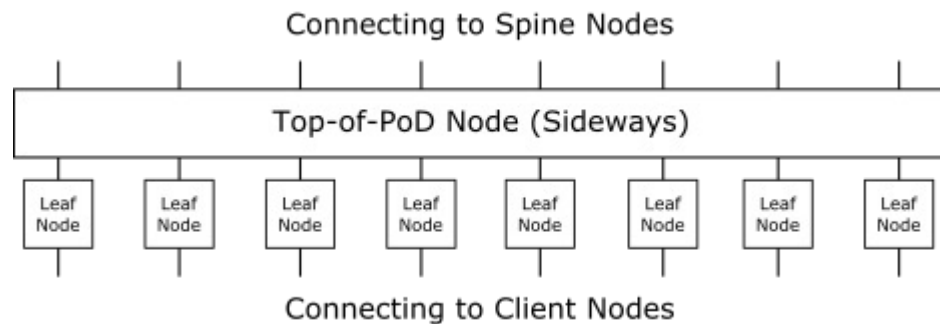 Connecting to Spine Nodes
Top-of-PoD Node (Sideways)
Leaf Leaf Leaf Leaf Leaf Leaf Leaf Leaf
Node Node Node Node Node Node Node Node
Connecting to Client Nodes